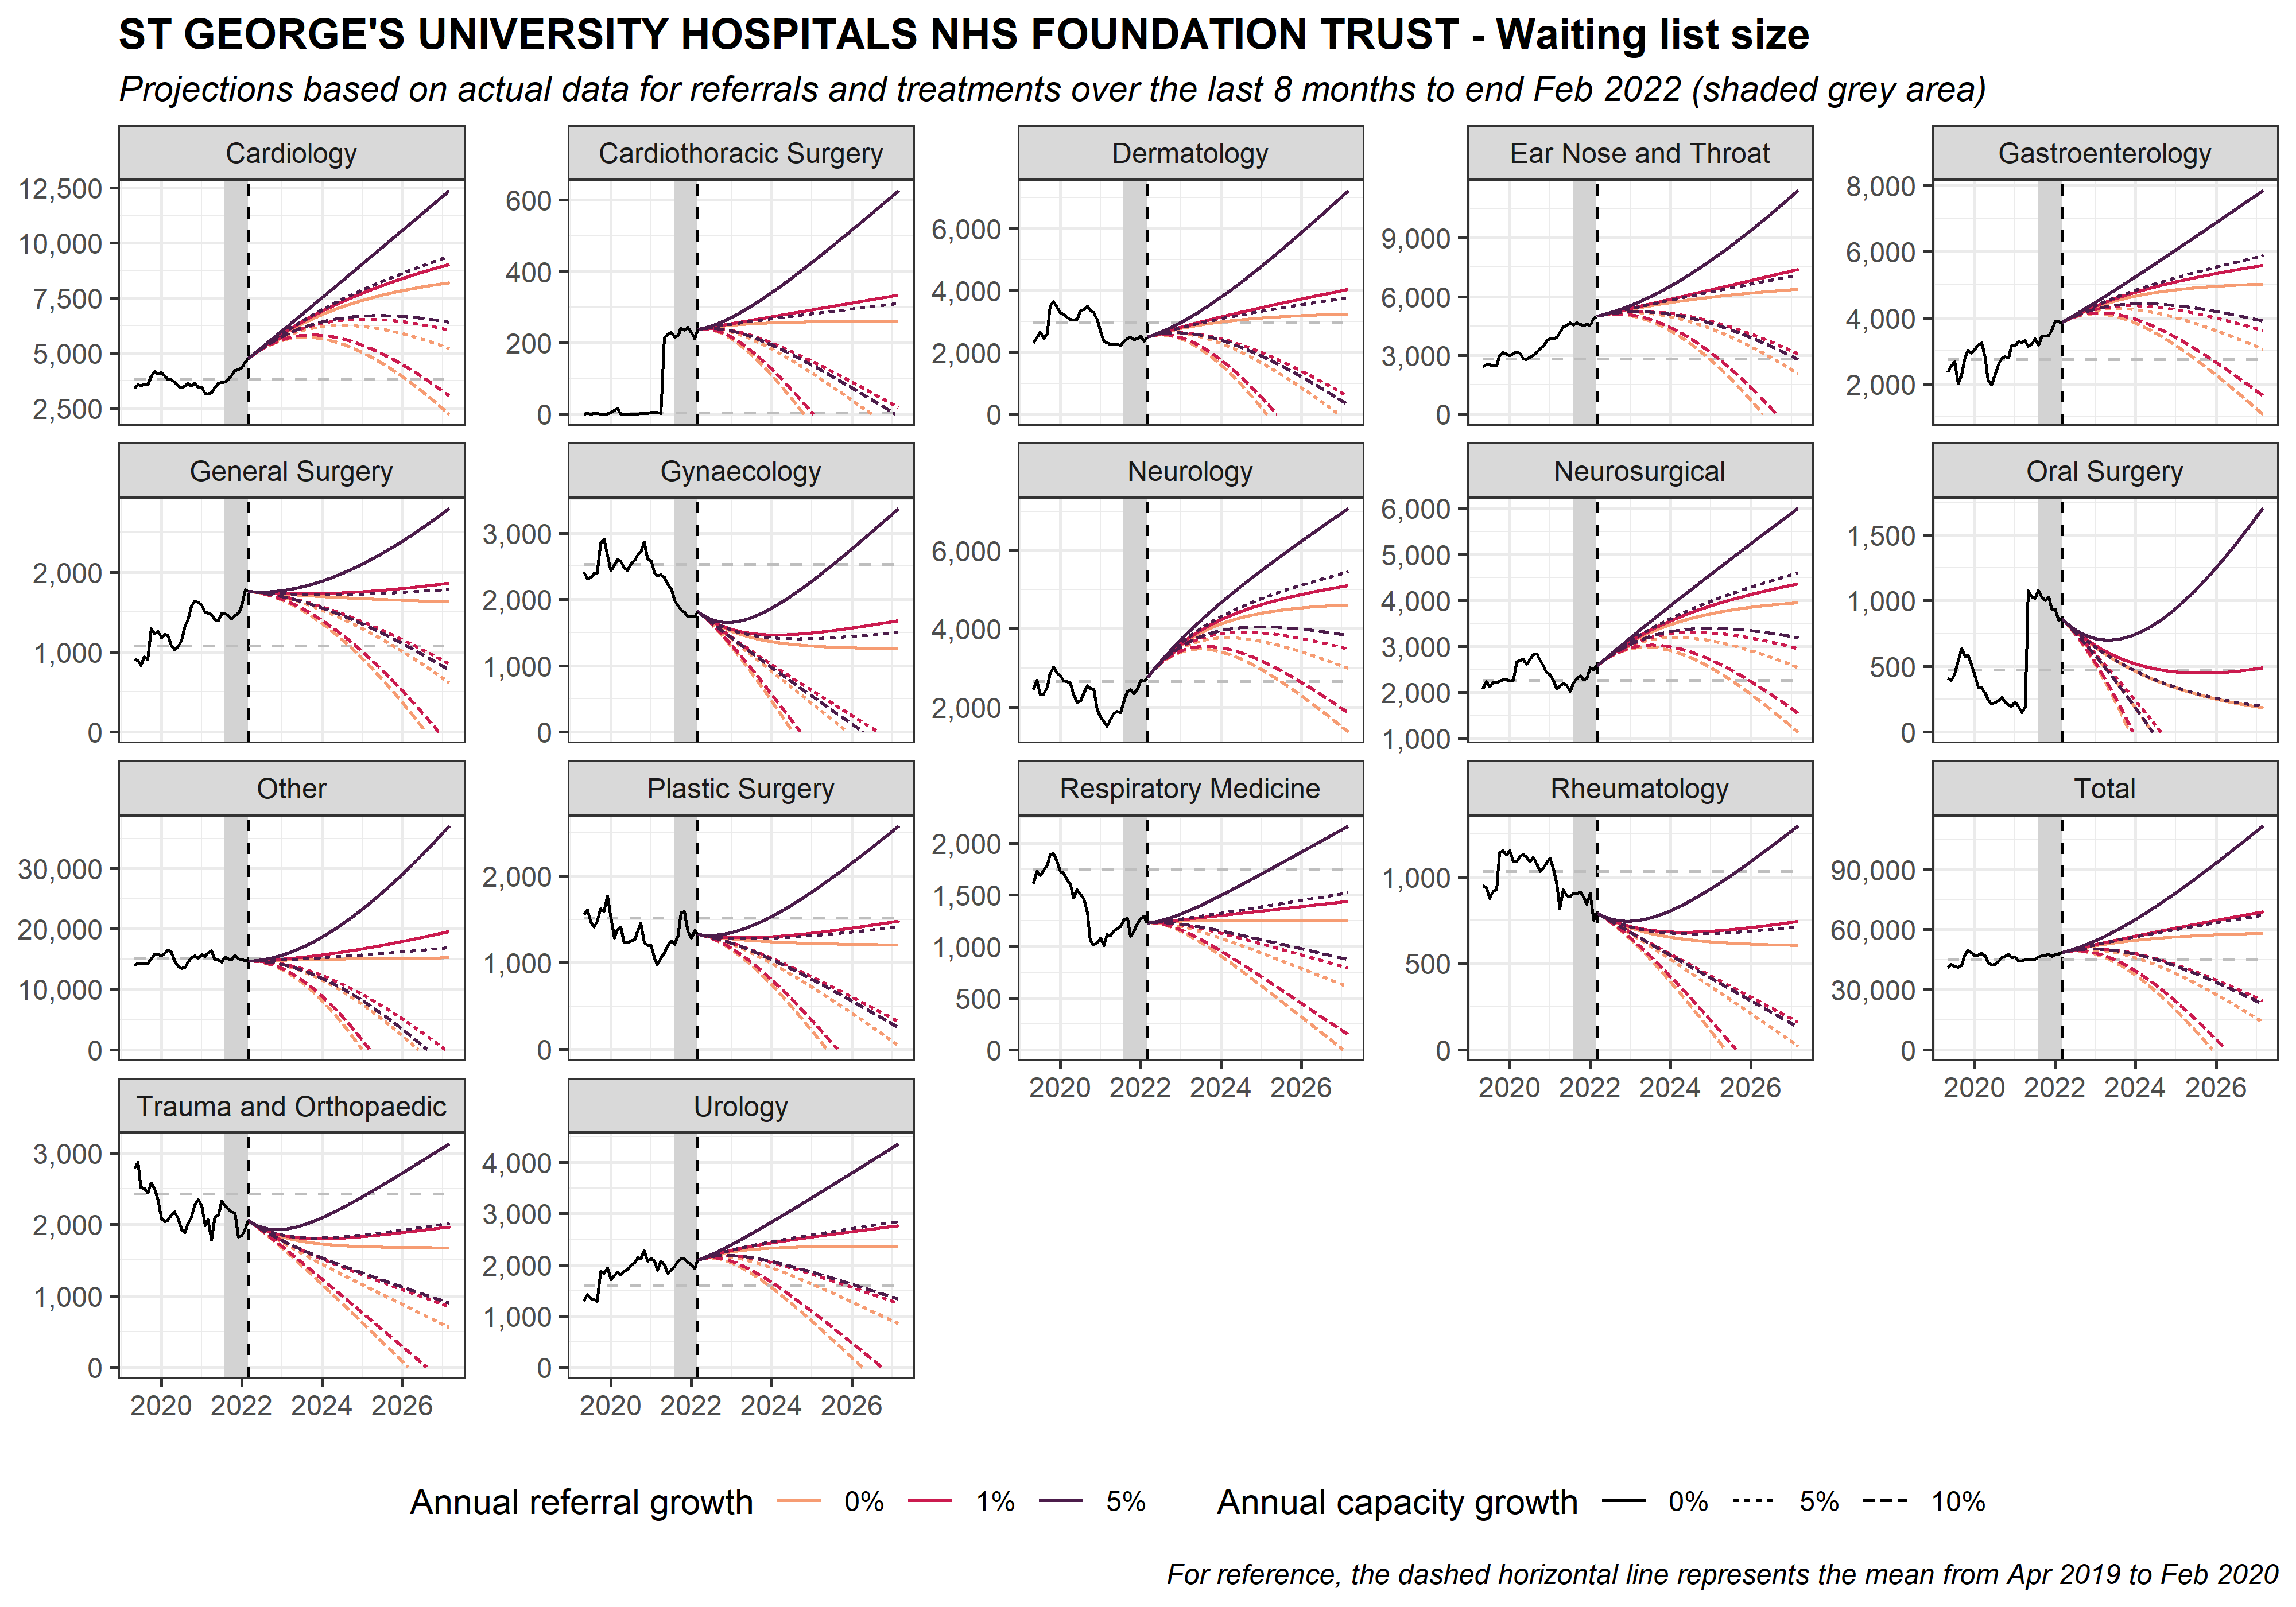 ST GEORGE'S UNIVERSITY HOSPITALS NHS FOUNDATION TRUST - Waiting list size
Projections based on actual data for referrals and treatments over the last 8 months to end Feb 2022 (shaded grey area)
Cardiology
12,500
10,000
7,500
5,000
2,500
Cardiothoracic Surgery
600
400
200
0
Dermatology
6,000
4,000
2,000
0
Ear Nose and Throat
9,000
6,000
3,000
0
Gastroenterology
8,000
6,000
4,000
2,000
General Surgery
2,000
1,000
0
Gynaecology
3,000
2,000
1,000
0
Neurology
6,000
4,000
2,000
Neurosurgical
6,000
5,000
4,000
3,000
2,000
1,000
Oral Surgery
1,500
1,000
500
0
Other
30,000
20,000
10,000
0
Plastic Surgery
2,000
1,000
0
Respiratory Medicine
2,000
1,500
1,000
500
0
2020 2022 2024 2026
Rheumatology
1,000
500
0
2020 2022 2024 2026
Total
90,000
60,000
30,000
0
2020 2022 2024 2026
Trauma and Orthopaedic
3,000
2,000
1,000
0
2020 2022 2024 2026
Urology
4,000
3,000
2,000
1,000
0
2020 2022 2024 2026
Annual referral growth 0% 1% 5% Annual capacity growth 0% 5% 10%
For reference, the dashed horizontal line represents the mean from Apr 2019 to Feb 2020